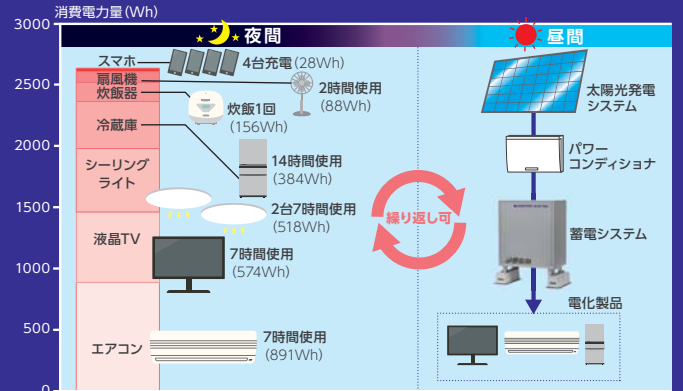 消費電力量(Wh)
3000
2500
2000
1500
1000
500
0
夜間
昼間
スマホ
4台充電(28Wh)
扇風機
2時間使用
(88Wh)
炊飯器
炊飯1回
(156Wh)
冷蔵庫
14時間使用
(384Wh)
シーリング
ライト
2台7時間使用
(518Wh)
液晶TV
7時間使用
(574Wh)
エアコン
7時間使用
(891Wh)
繰り返し可
太陽光発電
システム
パワー
コンディショナ
蓄電システム
電化製品